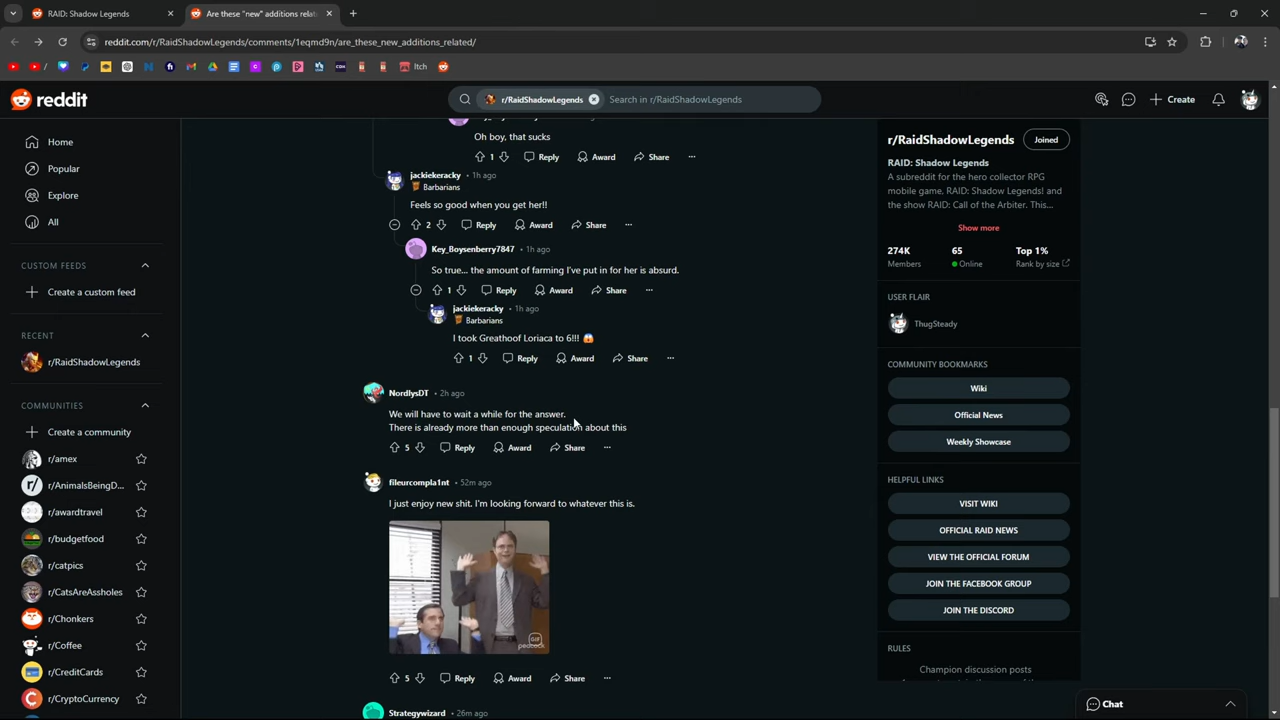 RAID: Shadow Legends
Are these "new" additions relat
reddit.com/r/RaidShadowLegends/comments/1eqmd9n/are_these_new_additions_related/
Itch
reddit
r/RaidShadowLegends
Search in r/RaidShadowLegends
Create
Home
Popular
Explore
All
CUSTOM FEEDS
Create a custom feed
RECENT
r/RaidShadowLegends
COMMUNITIES
Create a community
r/amex
r/AnimalsBeingD...
r/awardtravel
r/budgetfood
r/catpics
r/CatsAreAssholes
r/Chonkers
r/Coffee
r/CreditCards
r/CryptoCurrency
Oh boy, that sucks
1 Reply Award Share
jackiekeracky • 1h ago
Barbarians
Feels so good when you get her!!
2 Reply Award Share
Key_Boysenberry7847 • 1h ago
So true... the amount of farming I've put in for her is absurd.
1 Reply Award Share
jackiekeracky • 1h ago
Barbarians
I took Greathoof Loriaca to 6!!! 😱
1 Reply Award Share
NordlysDT • 2h ago
We will have to wait a while for the answer.
There is already more than enough speculation about this
5 Reply Award Share
fileurcompla1nt • 52m ago
I just enjoy new shit. I'm looking forward to whatever this is.
GIF
peacock
5 Reply Award Share
Strategywizard • 26m ago
r/RaidShadowLegends
Joined
RAID: Shadow Legends
A subreddit for the hero collector RPG
mobile game, RAID: Shadow Legends! and
the show RAID: Call of the Arbiter. This...
Show more
274K 65 Top 1%
Members Online Rank by size
USER FLAIR
ThugSteady
COMMUNITY BOOKMARKS
Wiki
Official News
Weekly Showcase
HELPFUL LINKS
VISIT WIKI
OFFICIAL RAID NEWS
VIEW THE OFFICIAL FORUM
JOIN THE FACEBOOK GROUP
JOIN THE DISCORD
RULES
Champion discussion posts
Chat